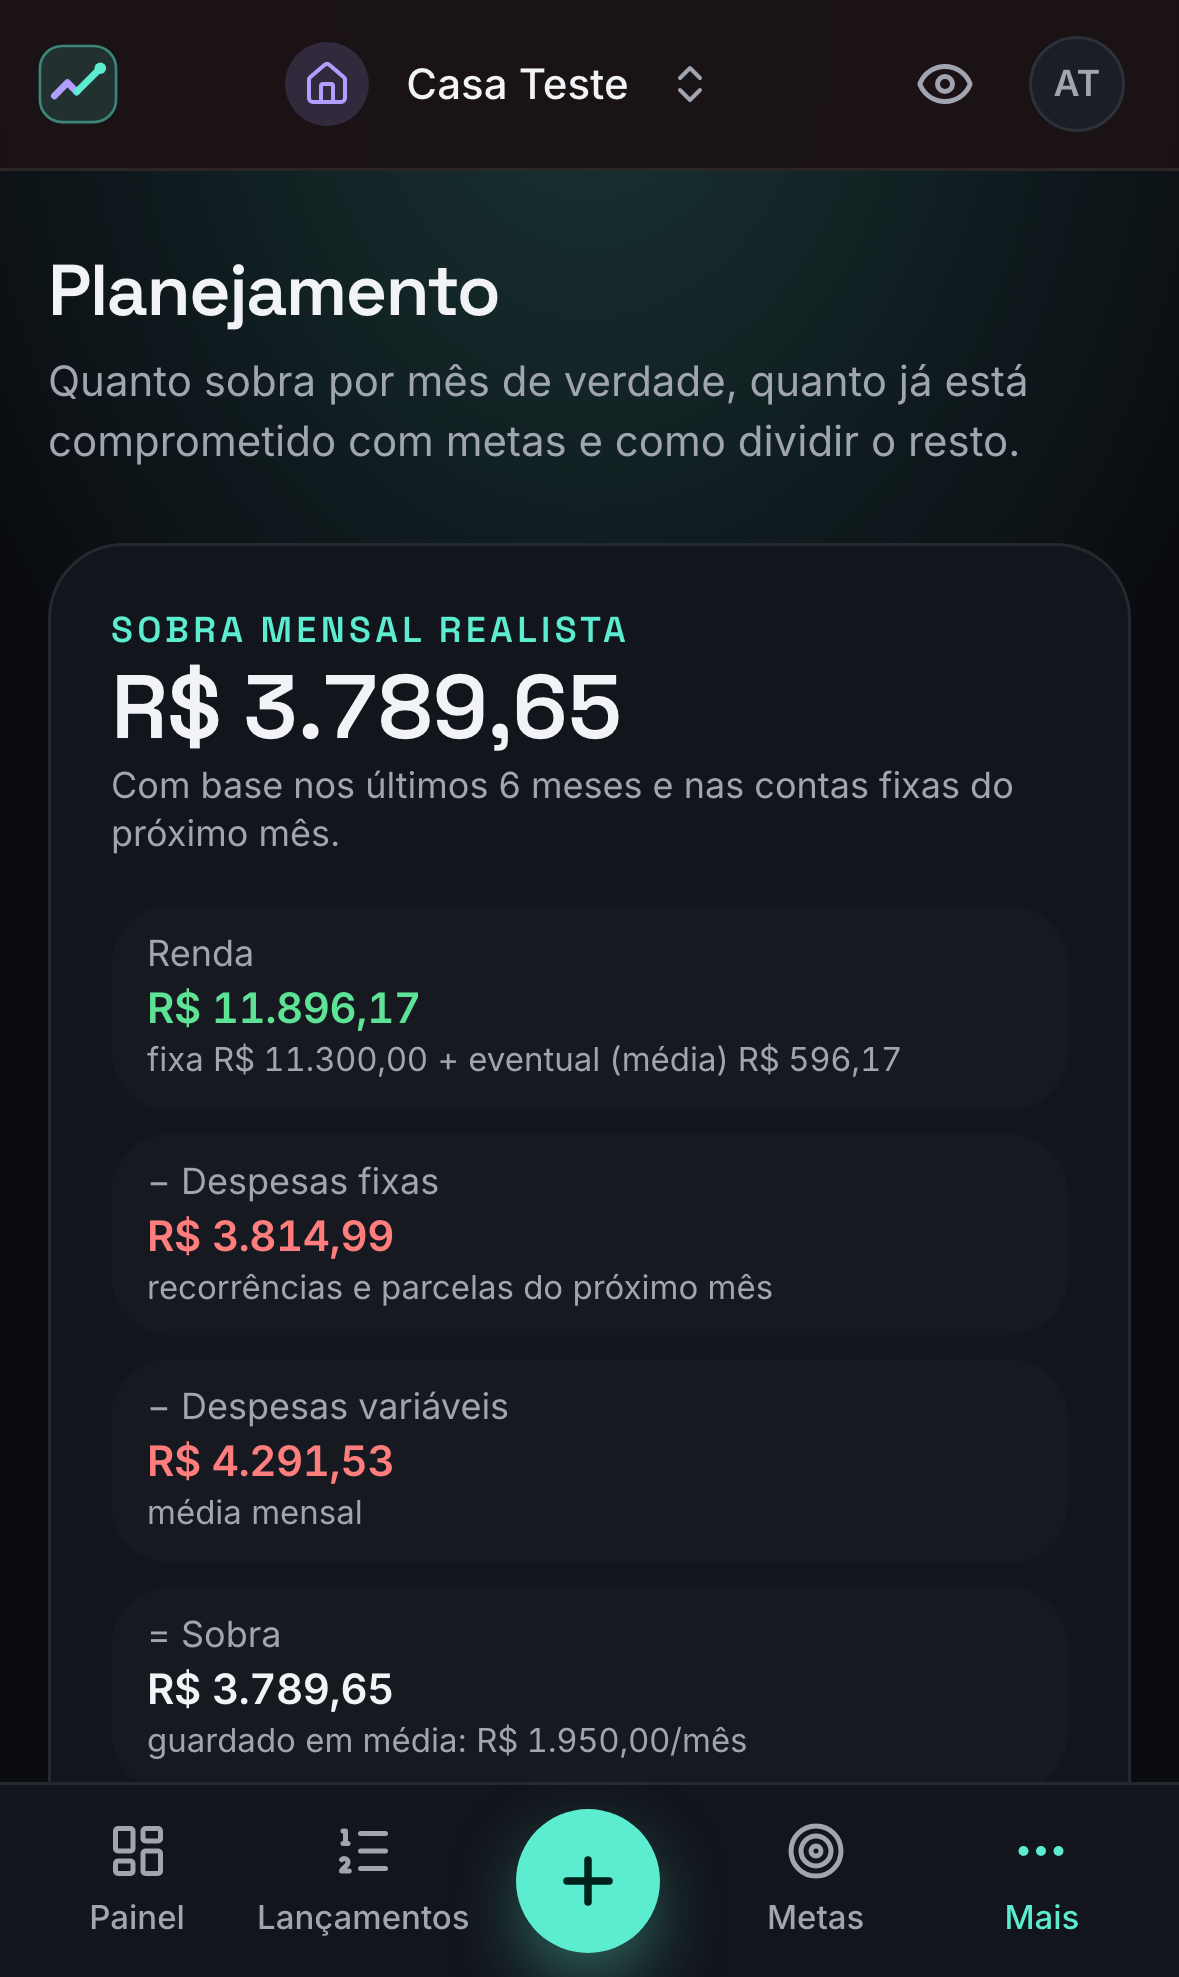 Casa Teste
AT
Planejamento
Quanto sobra por mês de verdade, quanto já está
comprometido com metas e como dividir o resto.
SOBRA MENSAL REALISTA
R$ 3.789,65
Com base nos últimos 6 meses e nas contas fixas do
próximo mês.
Renda
R$ 11.896,17
fixa R$ 11.300,00 + eventual (média) R$ 596,17
− Despesas fixas
R$ 3.814,99
recorrências e parcelas do próximo mês
− Despesas variáveis
R$ 4.291,53
média mensal
= Sobra
R$ 3.789,65
guardado em média: R$ 1.950,00/mês
Painel
Lançamentos
Metas
Mais